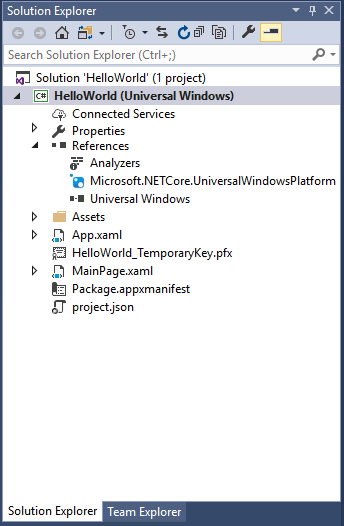 Solution Explorer
Search Solution Explorer (Ctrl+;)
Solution 'HelloWorld' (1 project)
C# HelloWorld (Universal Windows)
Connected Services
Properties
References
Analyzers
Microsoft.NETCore.UniversalWindowsPlatform
Universal Windows
Assets
App.xaml
HelloWorld_TemporaryKey.pfx
MainPage.xaml
Package.appxmanifest
project.json
Solution Explorer Team Explorer